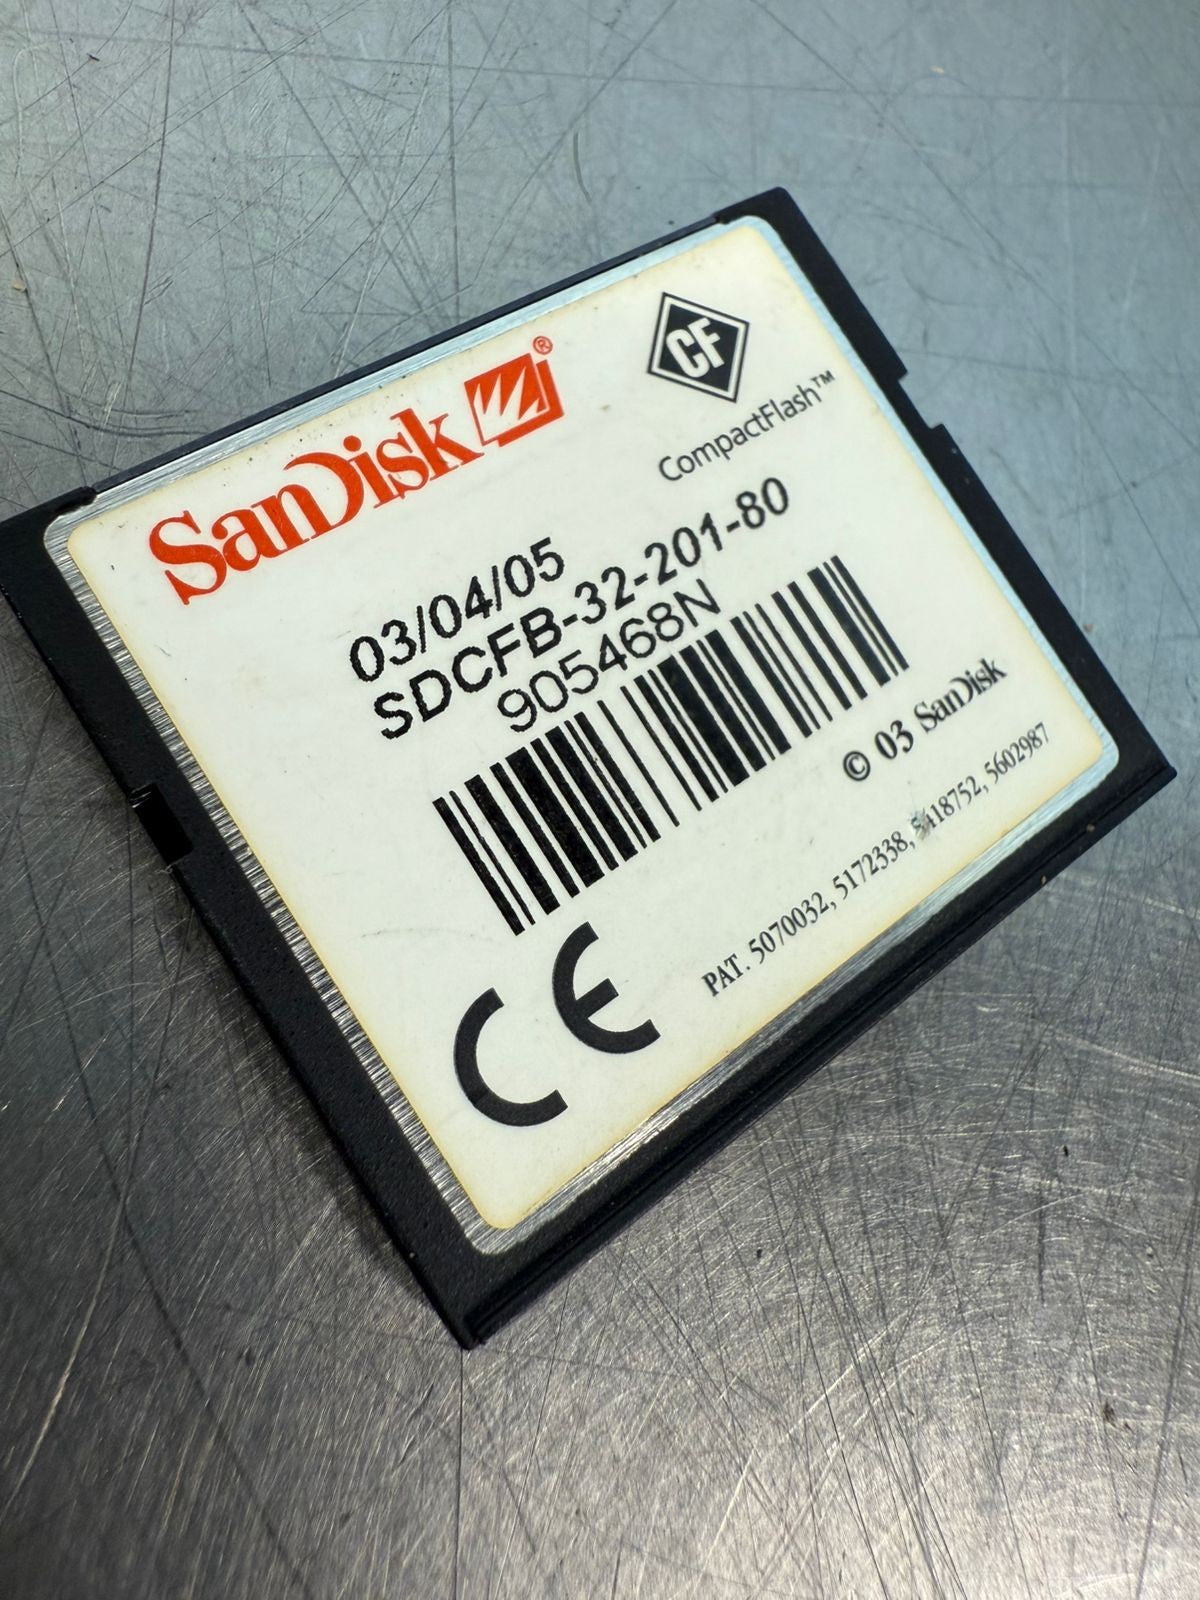 SanDisk®
CF
CompactFlash™
03/04/05
SDCFB-32-201-80
905468N
© 03 SanDisk
PAT. 5070032, 5172338, 5418752, 5602987
CE